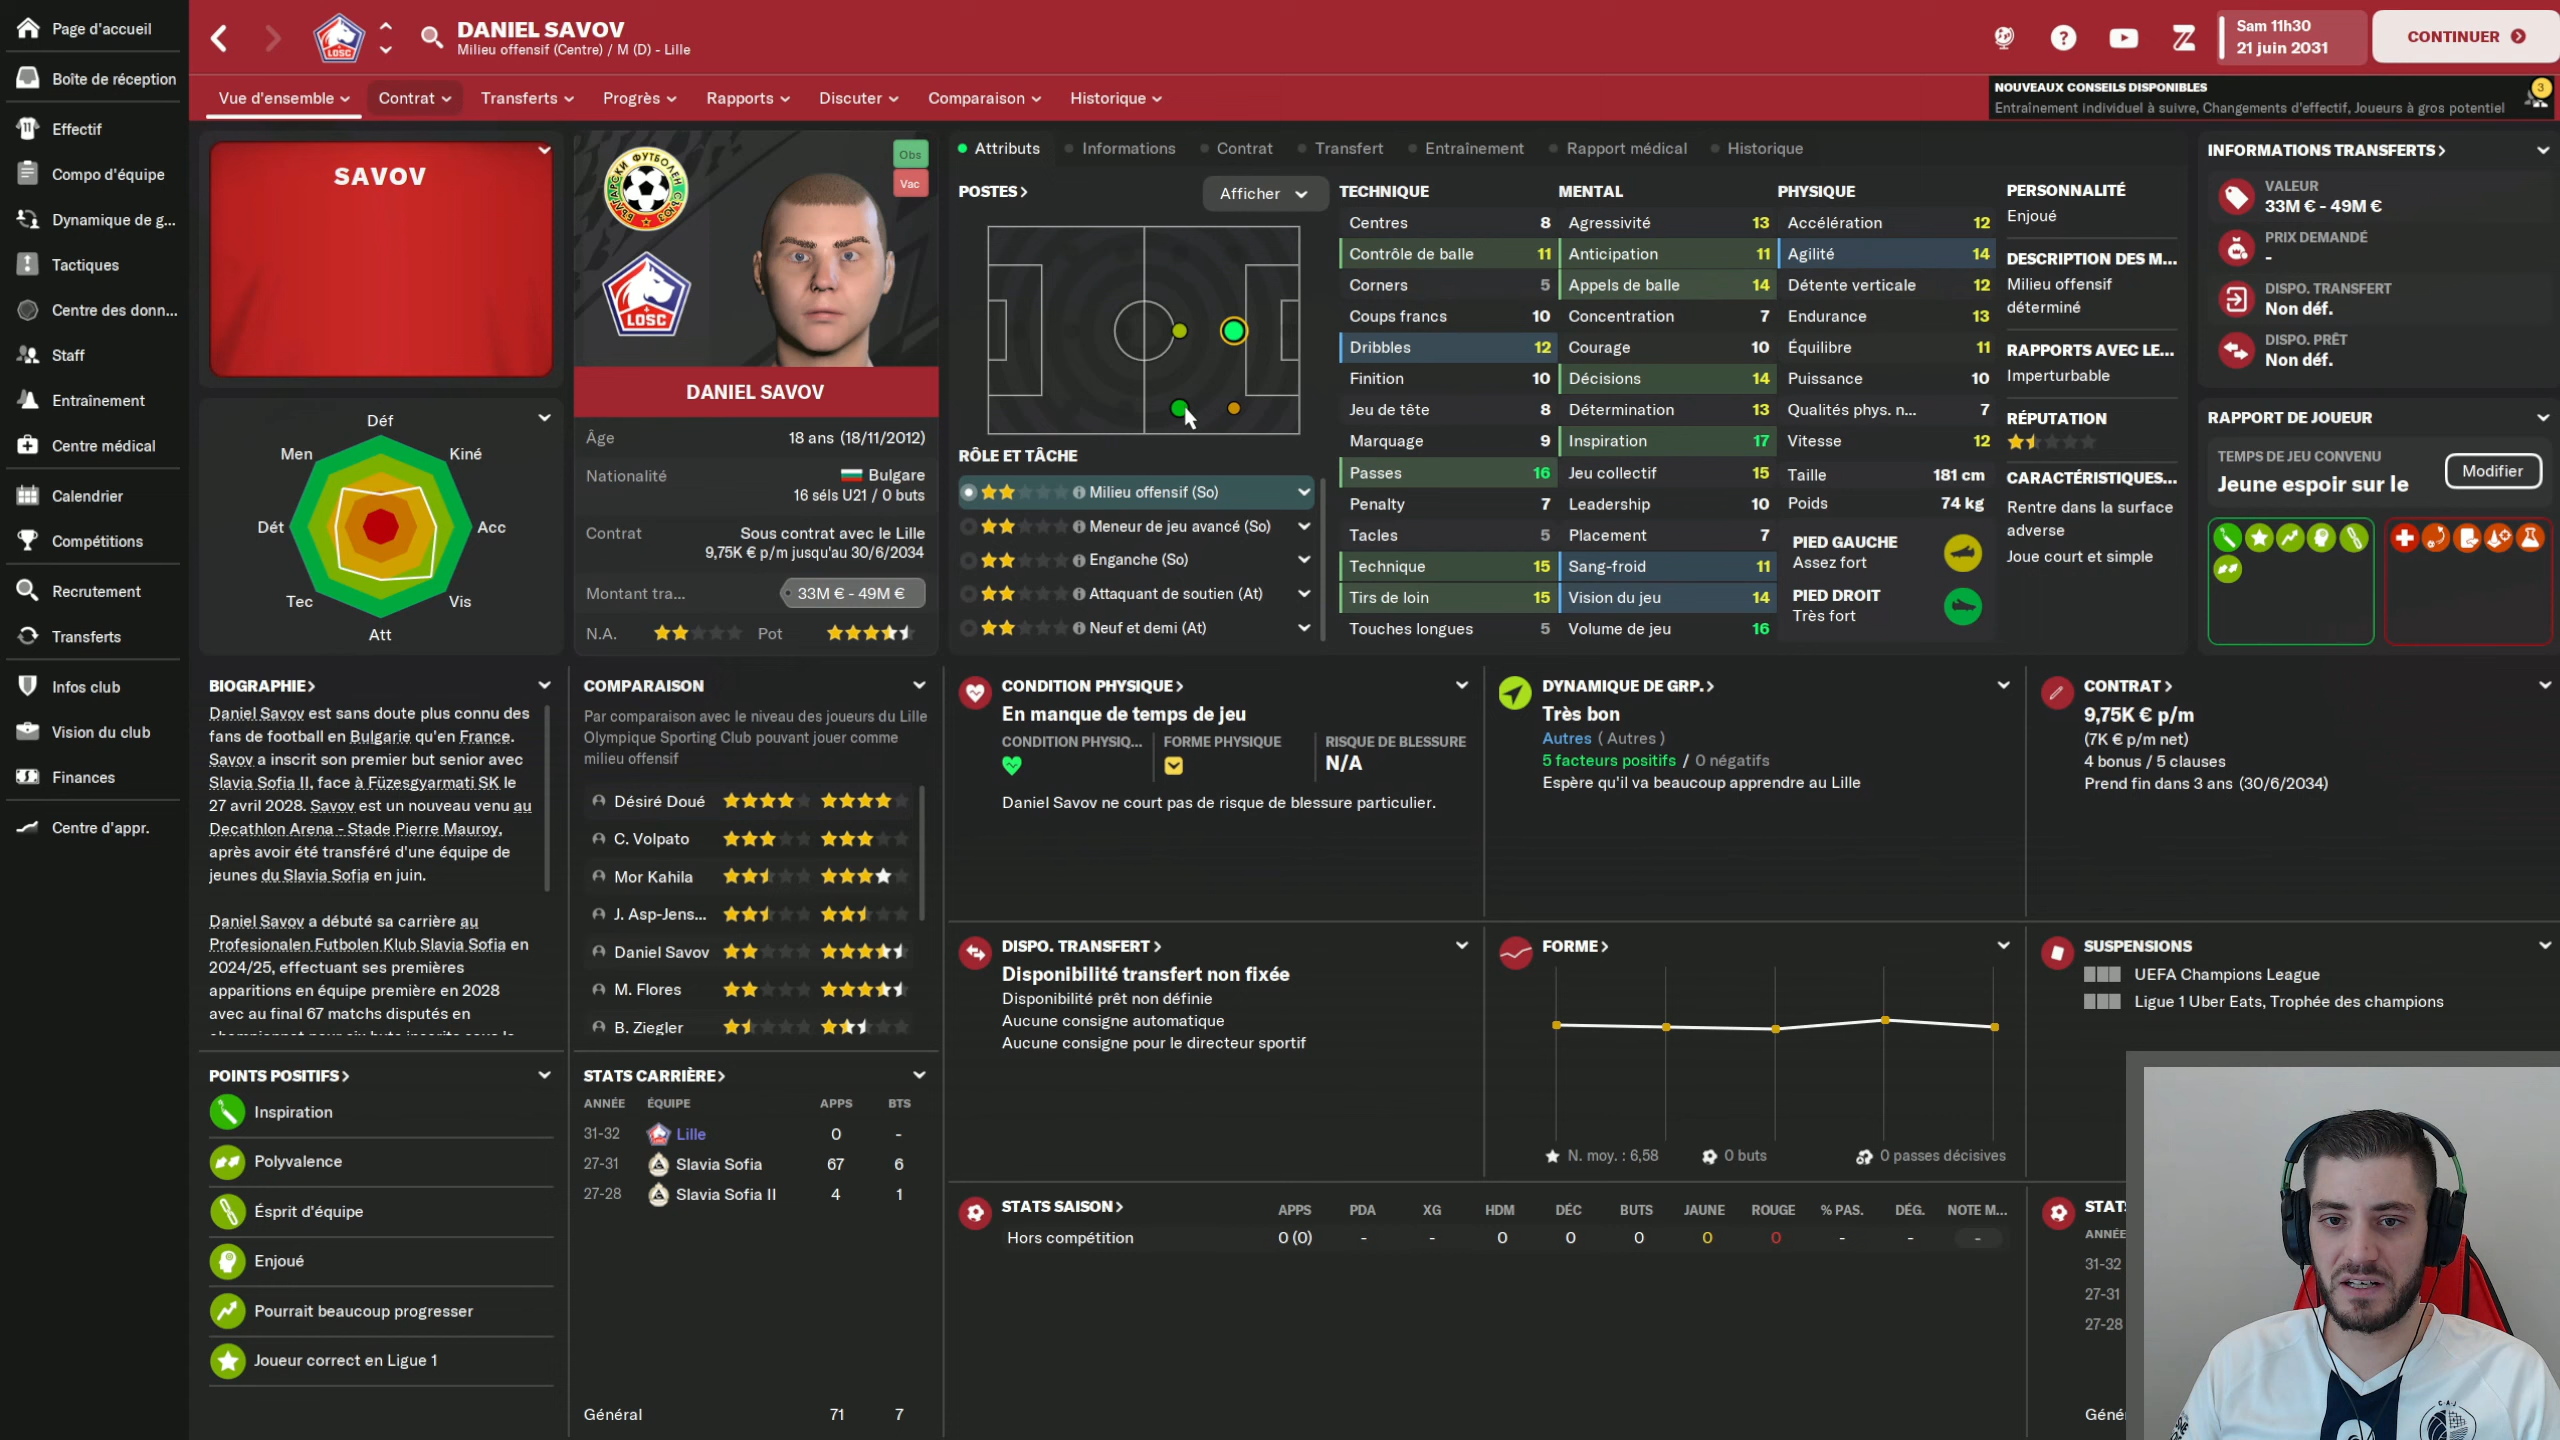 Page d'accueil
Boîte de réception
Effectif
Compo d'équipe
Dynamique de g...
Tactiques
Centre des donn...
Staff
Entraînement
Centre médical
Calendrier
Compétitions
Recrutement
Transferts
Infos club
Vision du club
Finances
Centre d'appr.
LOSC
DANIEL SAVOV
Milieu offensif (Centre) / M (D) - Lille
Sam 11h30
21 juin 2031
CONTINUER
Vue d'ensemble
Contrat
Transferts
Progrès
Rapports
Discuter
Comparaison
Historique
NOUVEAUX CONSEILS DISPONIBLES
Entraînement individuel à suivre, Changements d'effectif, Joueurs à gros potentiel
3
SAVOV
Déf
Kiné
Acc
Vis
Att
Tec
Dét
Men
Obs
Vac
LOSC
DANIEL SAVOV
Âge 18 ans (18/11/2012)
Nationalité Bulgare
16 séls U21 / 0 buts
Contrat Sous contrat avec le Lille
9,75K € p/m jusqu'au 30/6/2034
Montant tra... 33M € - 49M €
N.A. Pot
Attributs
Informations
Contrat
Transfert
Entraînement
Rapport médical
Historique
POSTES
Afficher
RÔLE ET TÂCHE
Milieu offensif (So)
Meneur de jeu avancé (So)
Enganche (So)
Attaquant de soutien (At)
Neuf et demi (At)
TECHNIQUE
Centres 8
Contrôle de balle 11
Corners 5
Coups francs 10
Dribbles 12
Finition 10
Jeu de tête 8
Marquage 9
Passes 16
Penalty 7
Tacles 5
Technique 15
Tirs de loin 15
Touches longues 5
MENTAL
Agressivité 13
Anticipation 11
Appels de balle 14
Concentration 7
Courage 10
Décisions 14
Détermination 13
Inspiration 17
Jeu collectif 15
Leadership 10
Placement 7
Sang-froid 11
Vision du jeu 14
Volume de jeu 16
PHYSIQUE
Accélération 12
Agilité 14
Détente verticale 12
Endurance 13
Équilibre 11
Puissance 10
Qualités phys. n... 7
Vitesse 12
Taille 181 cm
Poids 74 kg
PIED GAUCHE
Assez fort
PIED DROIT
Très fort
PERSONNALITÉ
Enjoué
DESCRIPTION DES M...
Milieu offensif
déterminé
RAPPORTS AVEC LE...
Imperturbable
RÉPUTATION
CARACTÉRISTIQUES...
Rentre dans la surface
adverse
Joue court et simple
INFORMATIONS TRANSFERTS
VALEUR
33M € - 49M €
PRIX DEMANDÉ
-
DISPO. TRANSFERT
Non déf.
DISPO. PRÊT
Non déf.
RAPPORT DE JOUEUR
TEMPS DE JEU CONVENU
Jeune espoir sur le
Modifier
BIOGRAPHIE
Daniel Savov est sans doute plus connu des
fans de football en Bulgarie qu'en France.
Savov a inscrit son premier but senior avec
Slavia Sofia II, face à Füzesgyarmati SK le
27 avril 2028. Savov est un nouveau venu au
Decathlon Arena - Stade Pierre Mauroy,
après avoir été transféré d'une équipe de
jeunes du Slavia Sofia en juin.
Daniel Savov a débuté sa carrière au
Profesionalen Futbolen Klub Slavia Sofia en
2024/25, effectuant ses premières
apparitions en équipe première en 2028
avec au final 67 matchs disputés en
COMPARAISON
Par comparaison avec le niveau des joueurs du Lille
Olympique Sporting Club pouvant jouer comme
milieu offensif
Désiré Doué
C. Volpato
Mor Kahila
J. Asp-Jens...
Daniel Savov
M. Flores
B. Ziegler
CONDITION PHYSIQUE
En manque de temps de jeu
CONDITION PHYSIQ...
FORME PHYSIQUE
RISQUE DE BLESSURE
N/A
Daniel Savov ne court pas de risque de blessure particulier.
DYNAMIQUE DE GRP.
Très bon
Autres ( Autres )
5 facteurs positifs / 0 négatifs
Espère qu'il va beaucoup apprendre au Lille
CONTRAT
9,75K € p/m
(7K € p/m net)
4 bonus / 5 clauses
Prend fin dans 3 ans (30/6/2034)
DISPO. TRANSFERT
Disponibilité transfert non fixée
Disponibilité prêt non définie
Aucune consigne automatique
Aucune consigne pour le directeur sportif
FORME
N. moy. : 6,58
0 buts
0 passes décisives
SUSPENSIONS
UEFA Champions League
Ligue 1 Uber Eats, Trophée des champions
POINTS POSITIFS
Inspiration
Polyvalence
Ésprit d'équipe
Enjoué
Pourrait beaucoup progresser
Joueur correct en Ligue 1
STATS CARRIÈRE
ANNÉE ÉQUIPE APPS BTS
31-32 Lille 0 -
27-31 Slavia Sofia 67 6
27-28 Slavia Sofia II 4 1
Général 71 7
STATS SAISON
APPS PDA XG HDM DÉC BUTS JAUNE ROUGE % PAS. DÉG. NOTE M...
Hors compétition 0 (0) - - 0 0 0 0 0 - - -
STATS
ANNÉE
31-32
27-31
27-28
Géné